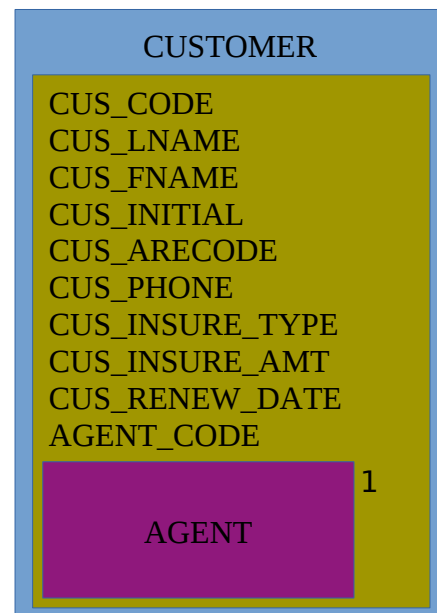 CUSTOMER
CUS_CODE
CUS_LNAME
CUS_FNAME
CUS_INITIAL
CUS_ARECODE
CUS_PHONE
CUS_INSURE_TYPE
CUS_INSURE_AMT
CUS_RENEW_DATE
AGENT_CODE
1
AGENT